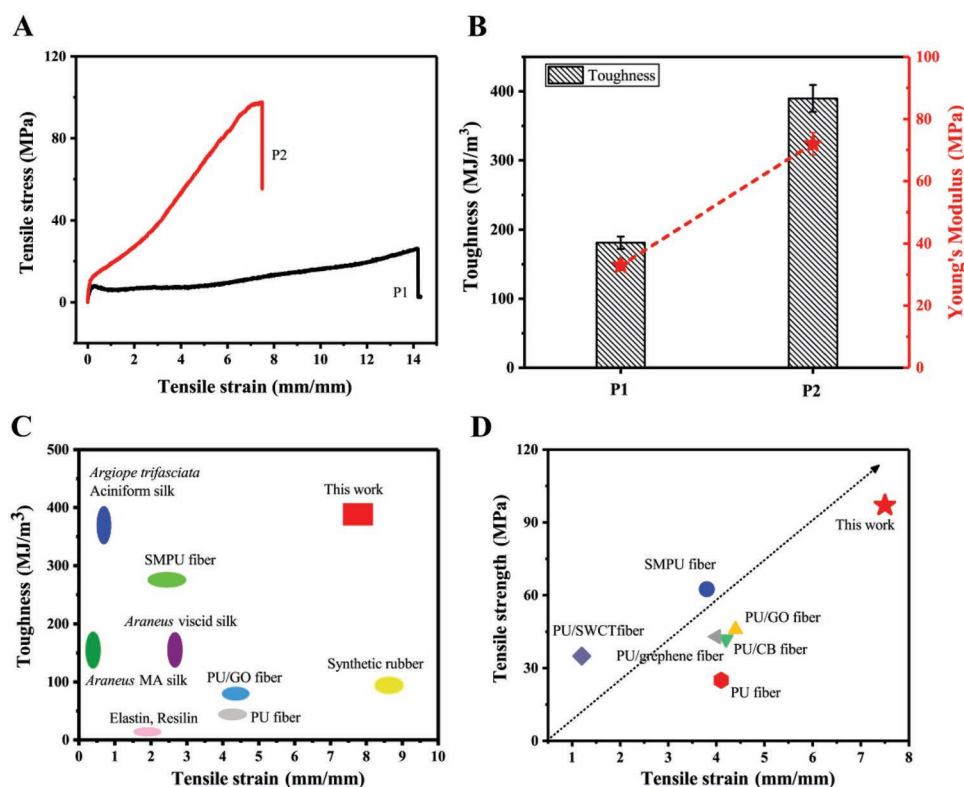 A
Tensile stress (MPa)
120
80
40
0
P2
P1
0 2 4 6 8 10 12 14
Tensile strain (mm/mm)
B
Toughness (MJ/m³)
400
300
200
100
0
Toughness
P1 P2
100
80
60
40
20
0
Young's Modulus (MPa)
C
Toughness (MJ/m³)
500
400
300
200
100
0
Argiope trifasciata
Aciniform silk
This work
SMPU fiber
Araneus viscid silk
Araneus MA silk
PU/GO fiber
Synthetic rubber
Elastin, Resilin
PU fiber
0 1 2 3 4 5 6 7 8 9 10
Tensile strain (mm/mm)
D
Tensile strength (MPa)
120
90
60
30
0
This work
SMPU fiber
PU/SWCTfiber
PU/GO fiber
PU/CB fiber
PU/grephene fiber
PU fiber
1 2 3 4 5 6 7 8
Tensile strain (mm/mm)